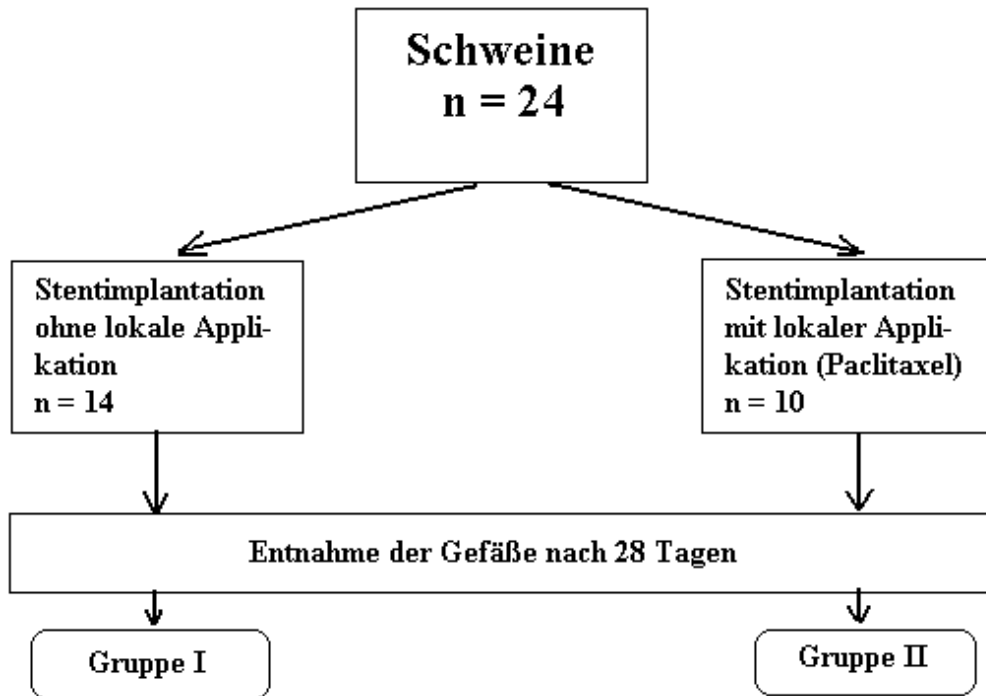 Schweine
n = 24
Stentimplantation
ohne lokale Appli-
kation
n = 14
Stentimplantation
mit lokaler Appli-
kation (Paclitaxel)
n = 10
Entnahme der Gefäße nach 28 Tagen
Gruppe I
Gruppe II